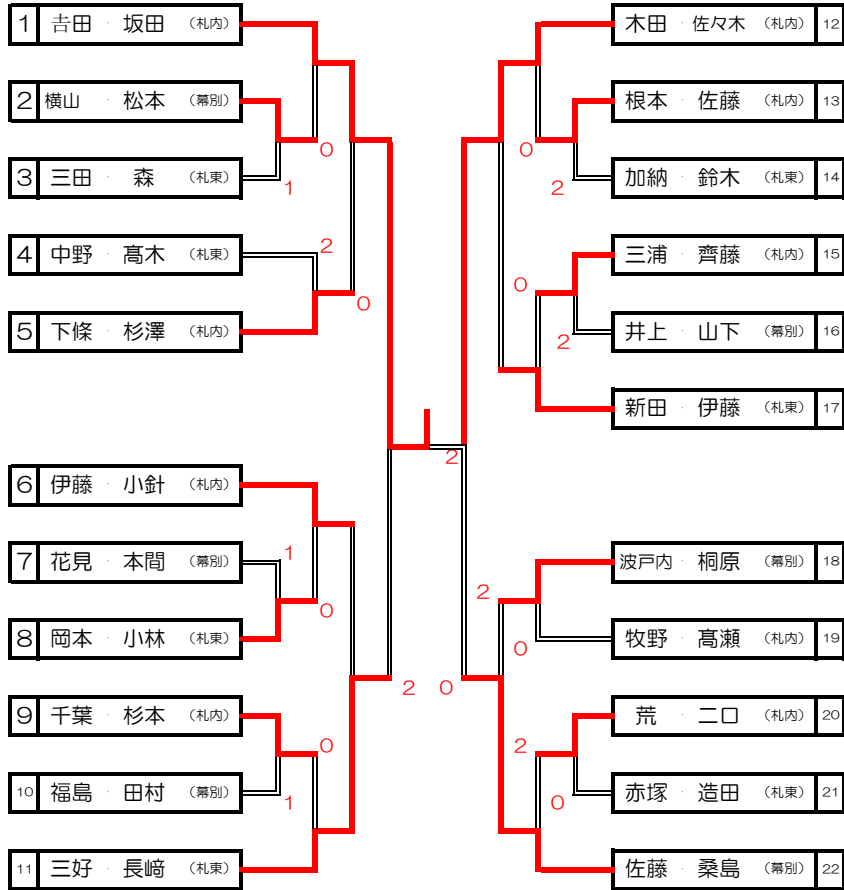 1 吉田 · 坂田 (札内)
2 横山 · 松本 (幕別)
0
3 三田 · 森 (札東)
1
4 中野 · 髙木 (札東)
2
0
5 下條 · 杉澤 (札内)
6 伊藤 · 小針 (札内)
7 花見 · 本間 (幕別)
1
0
8 岡本 · 小林 (札東)
2
9 千葉 · 杉本 (札内)
0
10 福島 · 田村 (幕別)
1
11 三好 · 長﨑 (札東)
2
木田 · 佐々木 (札内) 12
根本 · 佐藤 (札内) 13
0
加納 · 鈴木 (札東) 14
2
三浦 · 齊藤 (札内) 15
0
井上 · 山下 (幕別) 16
2
新田 · 伊藤 (札東) 17
波戸内 · 桐原 (幕別) 18
2
牧野 · 髙瀬 (札内) 19
0
0
荒 · 二口 (札内) 20
2
赤塚 · 造田 (札東) 21
0
佐藤 · 桑島 (幕別) 22